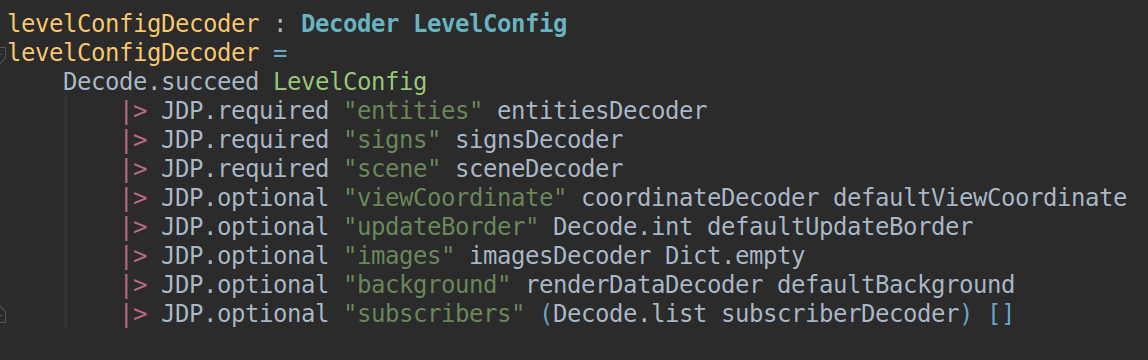 levelConfigDecoder : Decoder LevelConfig
levelConfigDecoder =
    Decode.succeed LevelConfig
        |> JDP.required "entities" entitiesDecoder
        |> JDP.required "signs" signsDecoder
        |> JDP.required "scene" sceneDecoder
        |> JDP.optional "viewCoordinate" coordinateDecoder defaultViewCoordinate
        |> JDP.optional "updateBorder" Decode.int defaultUpdateBorder
        |> JDP.optional "images" imagesDecoder Dict.empty
        |> JDP.optional "background" renderDataDecoder defaultBackground
        |> JDP.optional "subscribers" (Decode.list subscriberDecoder) []